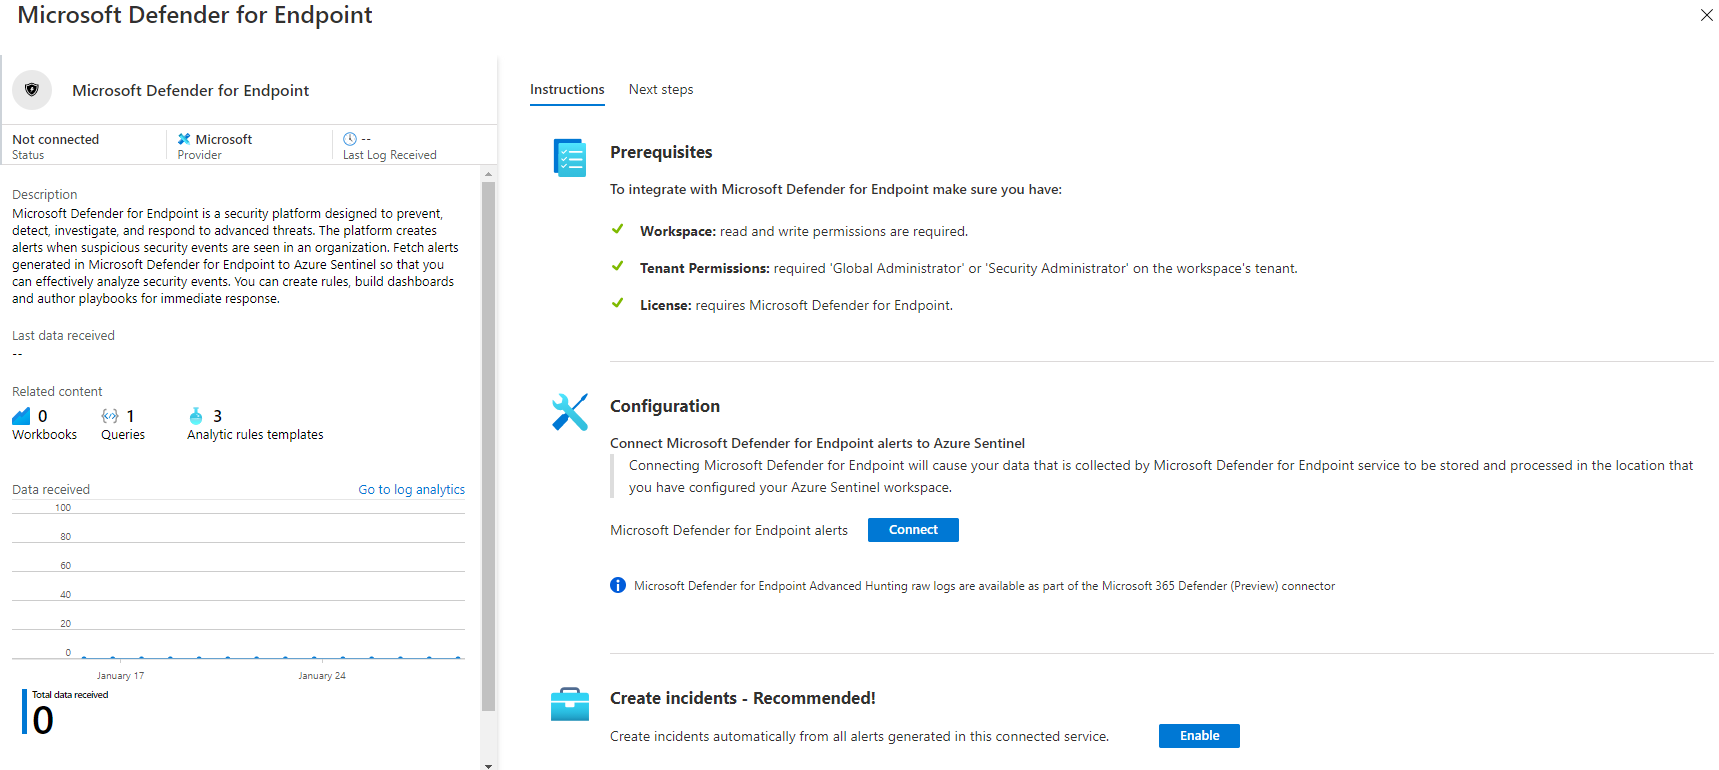 Microsoft Defender for Endpoint
Microsoft Defender for Endpoint
Not connected
Status
Microsoft
Provider
--
Last Log Received
Description
Microsoft Defender for Endpoint is a security platform designed to prevent,
detect, investigate, and respond to advanced threats. The platform creates
alerts when suspicious security events are seen in an organization. Fetch alerts
generated in Microsoft Defender for Endpoint to Azure Sentinel so that you
can effectively analyze security events. You can create rules, build dashboards
and author playbooks for immediate response.
Last data received
--
Related content
0
Workbooks
1
Queries
3
Analytic rules templates
Data received
Go to log analytics
100
80
60
40
20
0
January 17
January 24
Total data received
0
Instructions
Next steps
Prerequisites
To integrate with Microsoft Defender for Endpoint make sure you have:
Workspace: read and write permissions are required.
Tenant Permissions: required 'Global Administrator' or 'Security Administrator' on the workspace's tenant.
License: requires Microsoft Defender for Endpoint.
Configuration
Connect Microsoft Defender for Endpoint alerts to Azure Sentinel
Connecting Microsoft Defender for Endpoint will cause your data that is collected by Microsoft Defender for Endpoint service to be stored and processed in the location that
you have configured your Azure Sentinel workspace.
Microsoft Defender for Endpoint alerts
Connect
Microsoft Defender for Endpoint Advanced Hunting raw logs are available as part of the Microsoft 365 Defender (Preview) connector
Create incidents - Recommended!
Create incidents automatically from all alerts generated in this connected service.
Enable